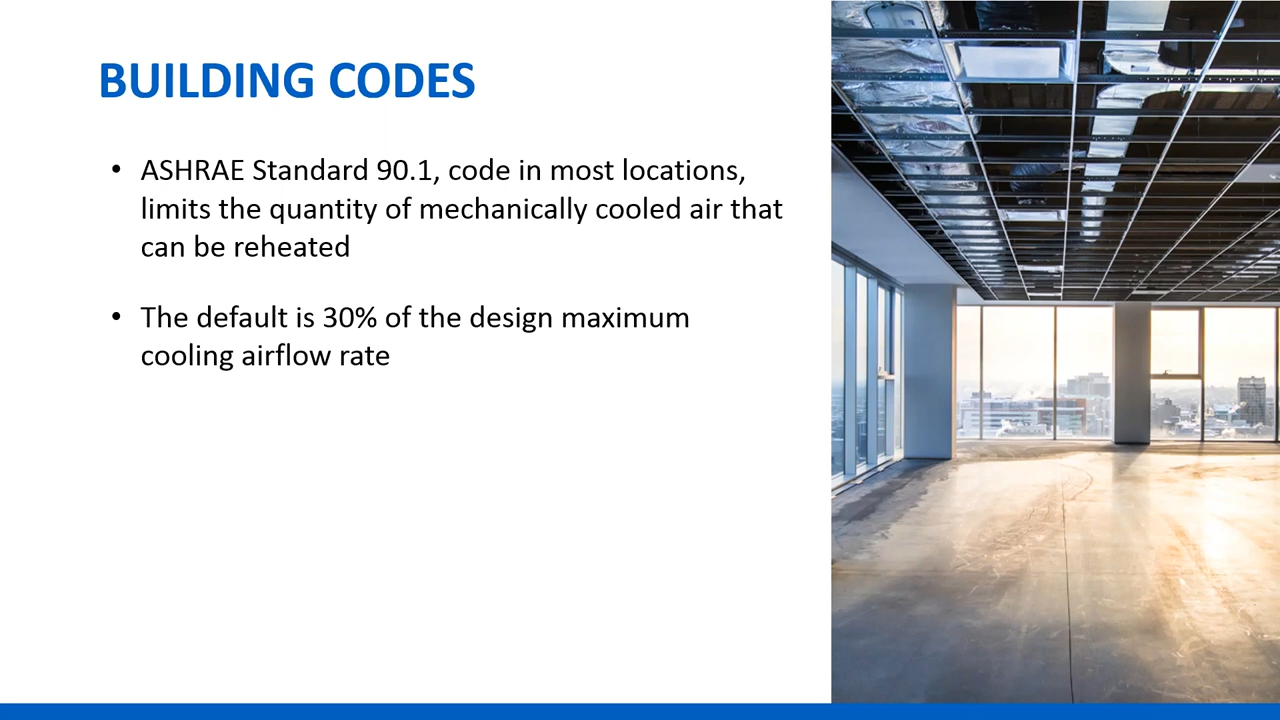 BUILDING CODES
• ASHRAE Standard 90.1, code in most locations,
limits the quantity of mechanically cooled air that
can be reheated
• The default is 30% of the design maximum
cooling airflow rate